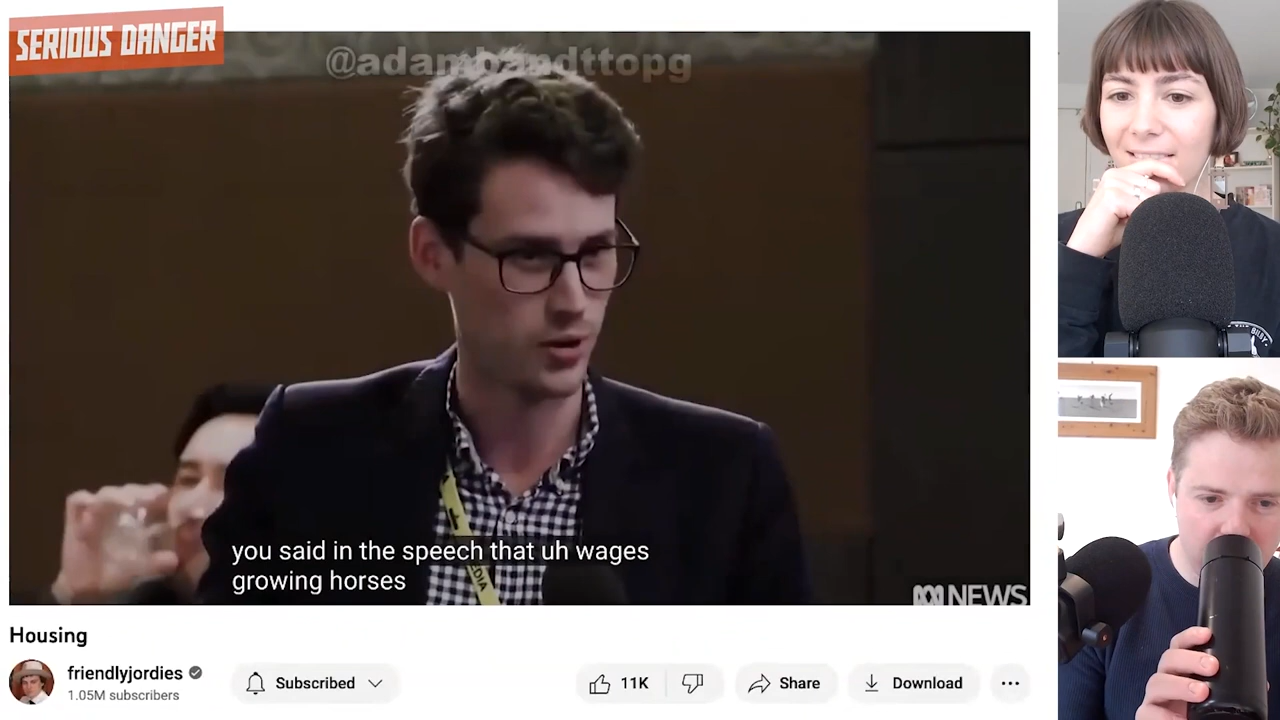 SERIOUS DANGER
@adambandttopg
you said in the speech that uh wages
growing horses
EDIA
NEWS
Housing
friendlyjordies
1.05M subscribers
Subscribed
11K
Share
Download